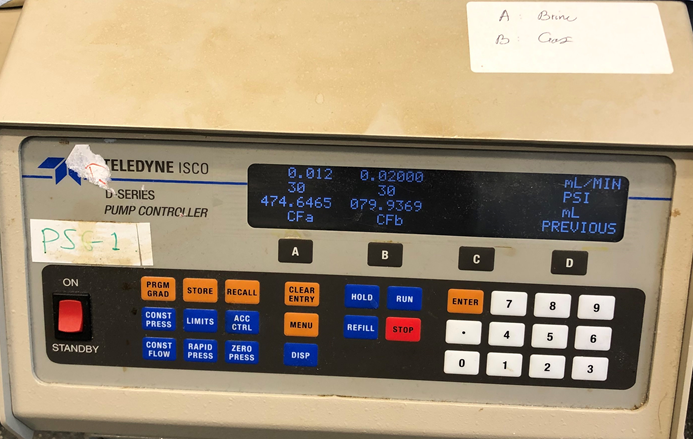 A: Brine
B: Gas
TELEDYNE ISCO
D-SERIES
PUMP CONTROLLER
0.012 0.02000 mL/MIN
30 30 PSI
474.6465 079.9369 mL
CFa CFb PREVIOUS
PSG-1
A B C D
ON
STANDBY
PRGM GRAD STORE RECALL CLEAR ENTRY HOLD RUN ENTER 7 8 9
CONST PRESS LIMITS ACC CTRL MENU REFILL STOP . 4 5 6
CONST FLOW RAPID PRESS ZERO PRESS DISP 0 1 2 3